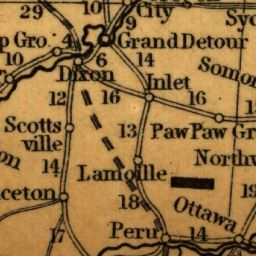 29
10
City
Syc
9
p Gro
4
Grand Detour
10
6
14
Dixon
Inlet
Somon
12
16
16
Scotts
ville
13
Paw Paw Gr
on
14
Lamoille
Northv
ceton
18
Ottawa
19
17
Peru
14